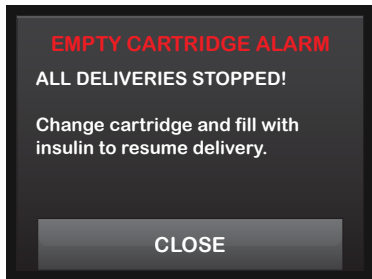 EMPTY CARTRIDGE ALARM
ALL DELIVERIES STOPPED!
Change cartridge and fill with
insulin to resume delivery.
CLOSE